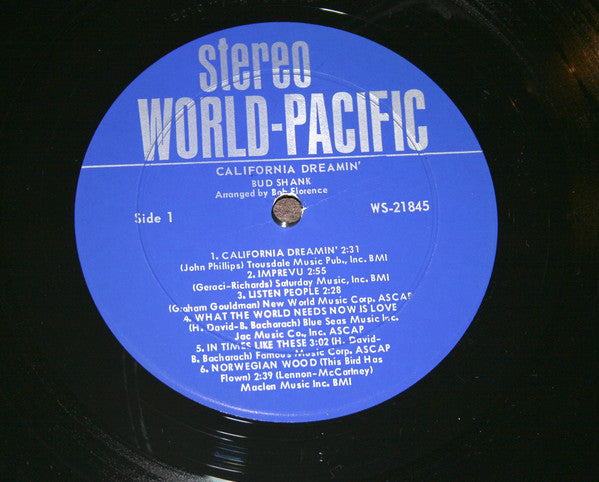 stereo
WORLD-PACIFIC
CALIFORNIA DREAMIN'
BUD SHANK
Arranged by Bob Florence
Side 1
WS-21845
1. CALIFORNIA DREAMIN' 2:31
(John Phillips) Trousdale Music Pub., Inc. BMI
2. IMPREVU 2:55
(Geraci-Richards) Saturday Music, Inc. BMI
3. LISTEN PEOPLE 2:28
(Graham Gouldman) New World Music Corp. ASCAP
4. WHAT THE WORLD NEEDS NOW IS LOVE
(H. David-B. Bacharach) Blue Seas Music Inc.
Jac Music Co., Inc. ASCAP
5. IN TIMES LIKE THESE 3:02 (H. David-
B. Bacharach) Famous Music Corp. ASCAP
6. NORWEGIAN WOOD (This Bird Has
Flown) 2:39 (Lennon-McCartney)
Maclen Music Inc. BMI